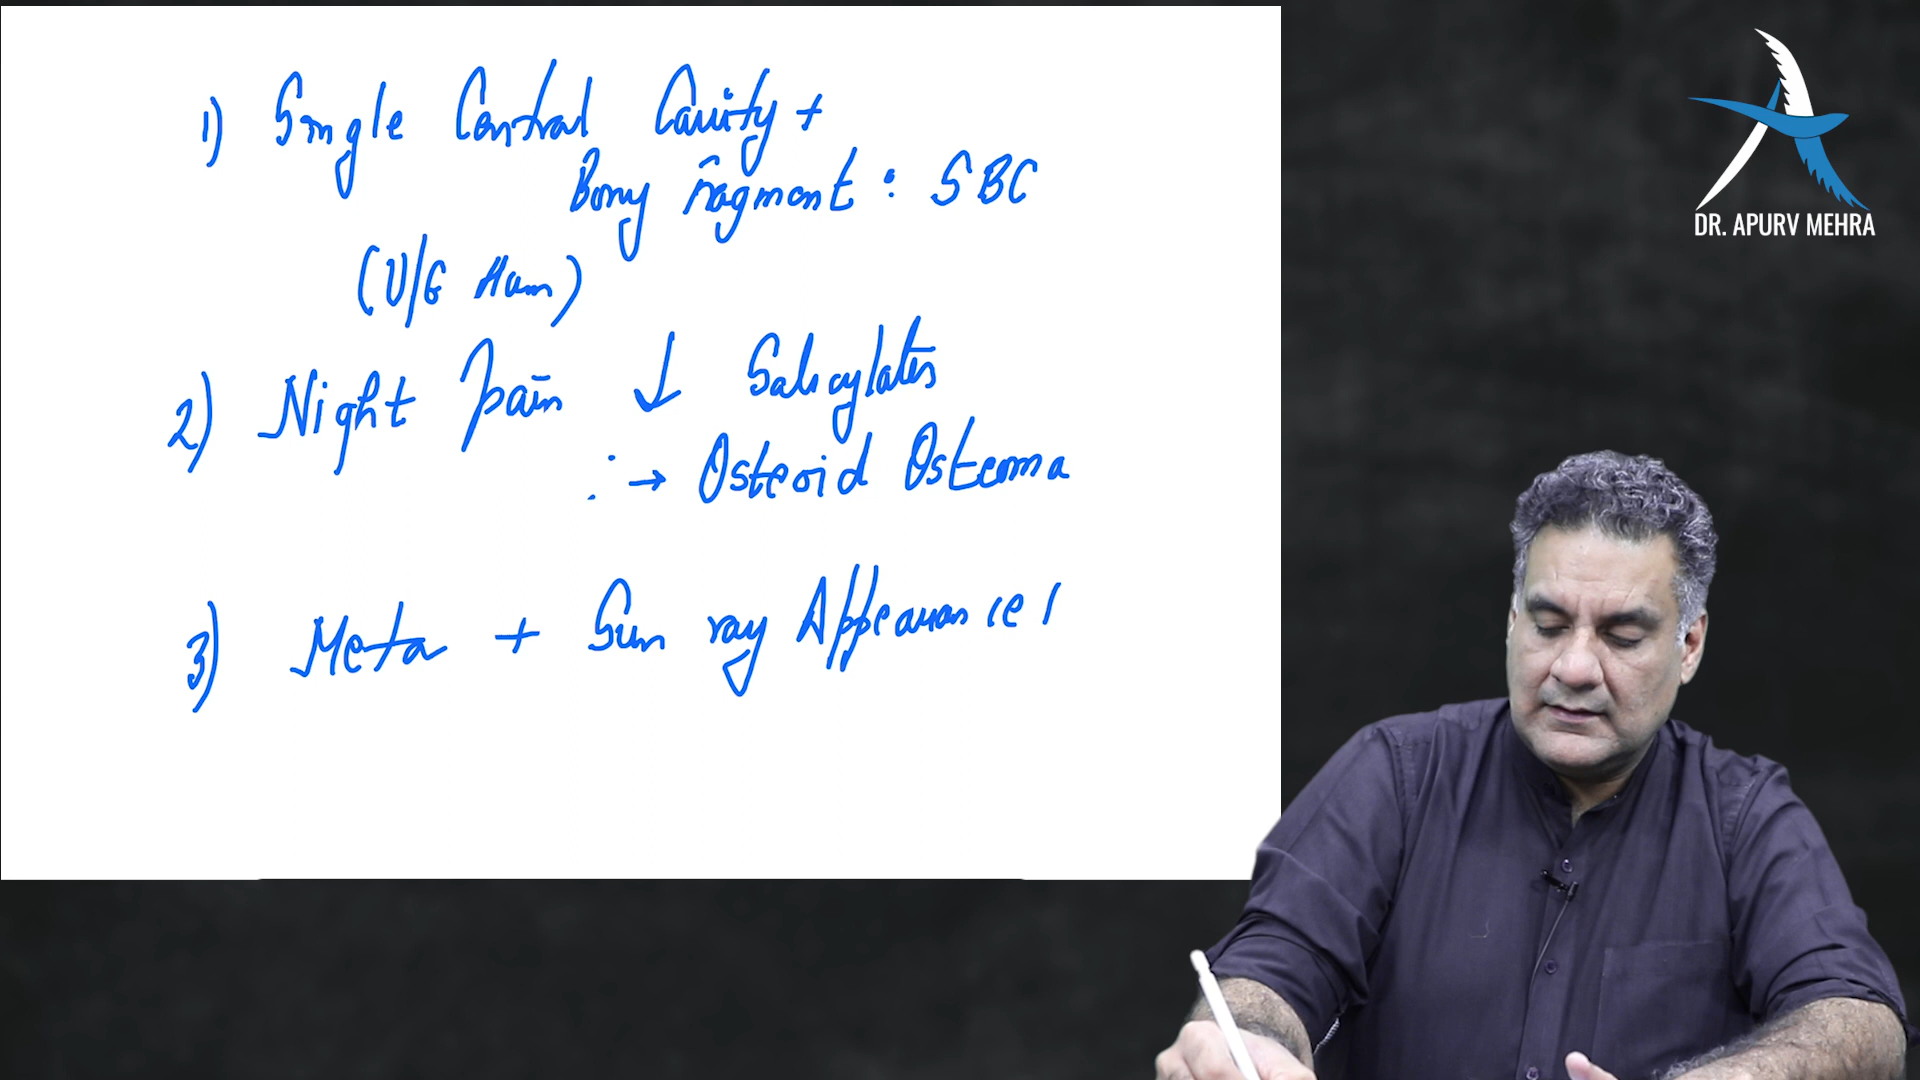 1) Single Central Cavity +
Bony fragment : SBC
(U/E Hum)
2) Night pain ↓ Salicylates
∴ → Osteoid Osteoma
3) Meta + Sun ray Appearance /
DR. APURV MEHRA